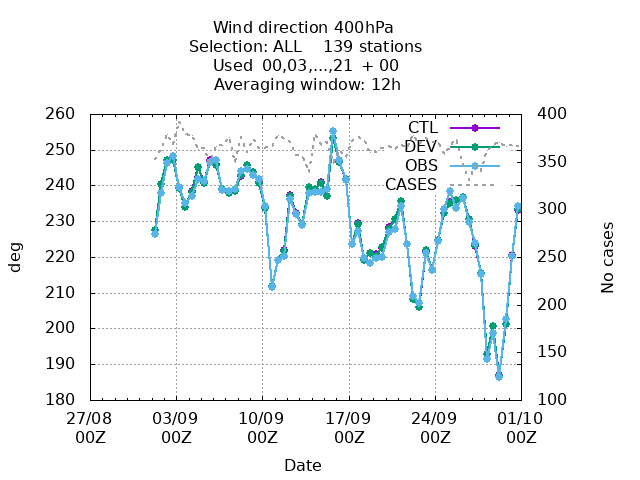 Wind direction 400hPa
Selection: ALL 139 stations
Used 00,03,...,21 + 00
Averaging window: 12h
260 400
CTL
DEV
OBS
CASES
250 350
240 300
230
220 250
210 200
200
190 150
180 100
deg
No cases
27/08 03/09 10/09 17/09 24/09 01/10
00Z 00Z 00Z 00Z 00Z 00Z
Date